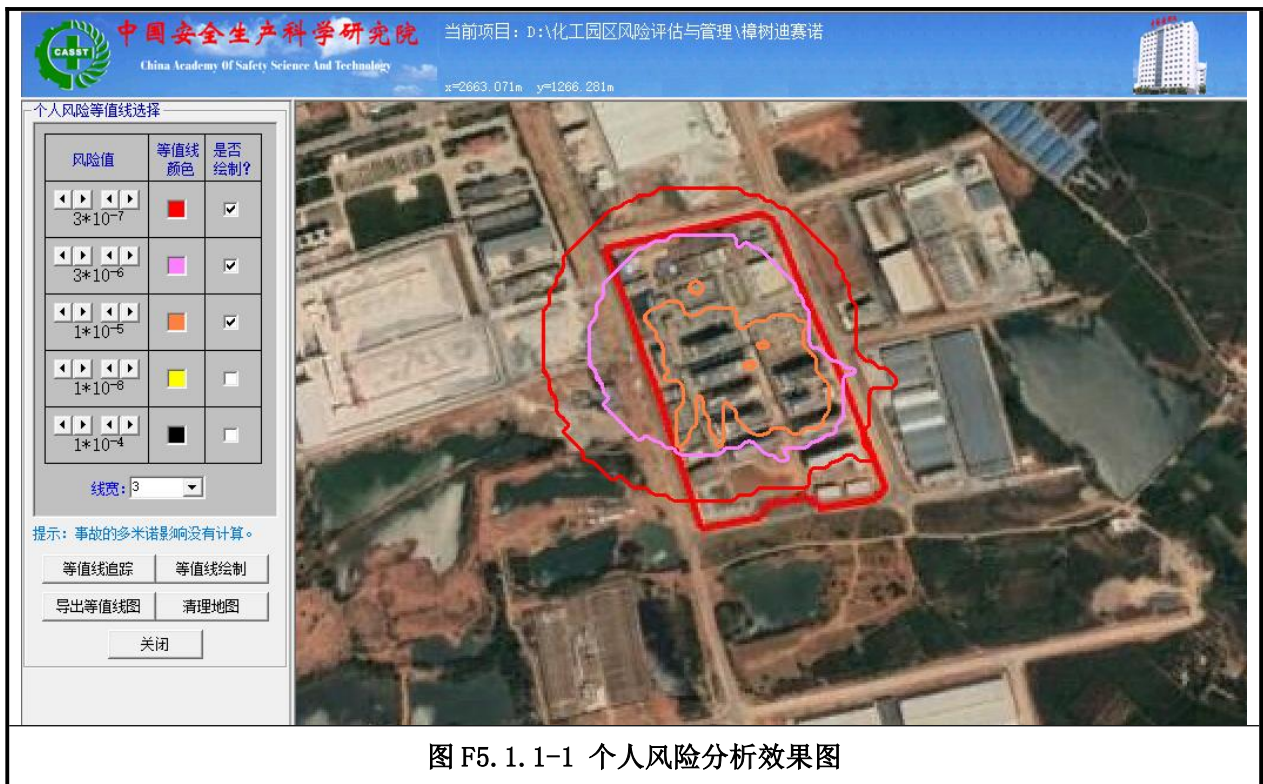 中国安全生产科学研究院
CASST
China Academy Of Safety Science And Technology
当前项目：D:\化工园区风险评估与管理\樟树迪赛诺
x=2663.071m y=1266.281m
个人风险等值线选择
风险值 等值线颜色 是否绘制?
3*10-7
3*10-6
1*10-5
1*10-8
1*10-4
线宽：3
提示：事故的多米诺影响没有计算。
等值线追踪 等值线绘制
导出等值线图 清理地图
关闭
图 F5.1.1-1 个人风险分析效果图